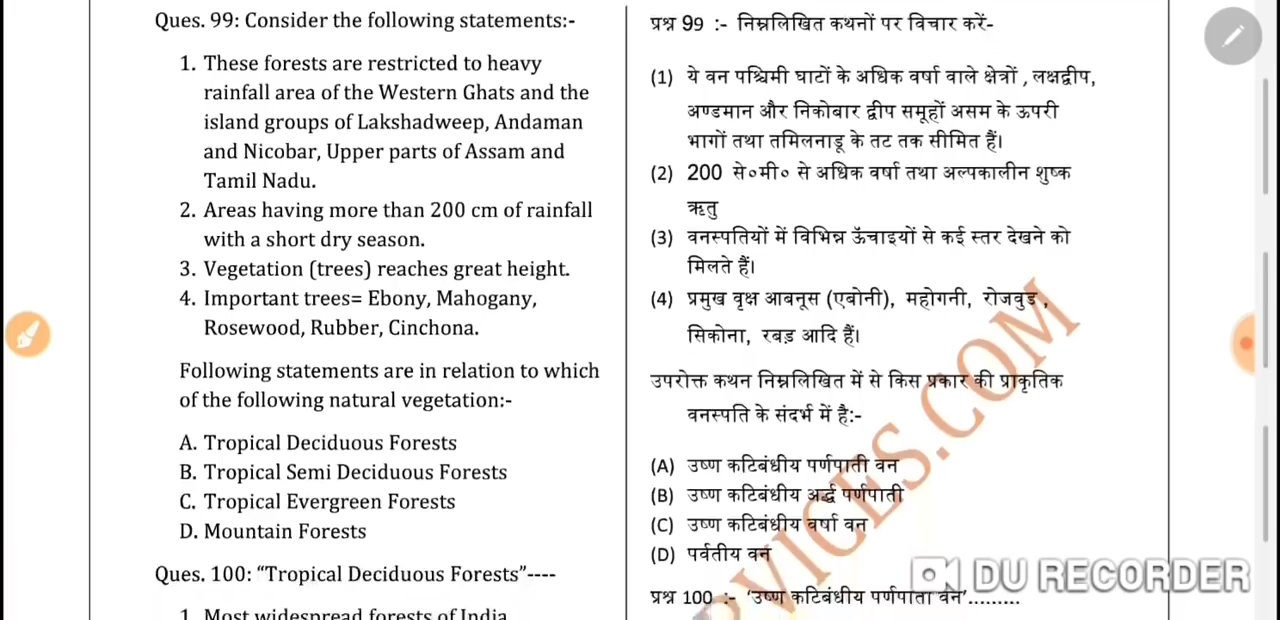 Ques. 99: Consider the following statements:-
1. These forests are restricted to heavy
rainfall area of the Western Ghats and the
island groups of Lakshadweep, Andaman
and Nicobar, Upper parts of Assam and
Tamil Nadu.
2. Areas having more than 200 cm of rainfall
with a short dry season.
3. Vegetation (trees) reaches great height.
4. Important trees= Ebony, Mahogany,
Rosewood, Rubber, Cinchona.
Following statements are in relation to which
of the following natural vegetation:-
A. Tropical Deciduous Forests
B. Tropical Semi Deciduous Forests
C. Tropical Evergreen Forests
D. Mountain Forests
Ques. 100: “Tropical Deciduous Forests”----
1. Most widespread forests of India
प्रश्न 99 :- निम्नलिखित कथनों पर विचार करें-
(1) ये वन पश्चिमी घाटों के अधिक वर्षा वाले क्षेत्रों , लक्षद्वीप,
अण्डमान और निकोबार द्वीप समूहों असम के ऊपरी
भागों तथा तमिलनाडू के तट तक सीमित हैं।
(2) 200 से०मी० से अधिक वर्षा तथा अल्पकालीन शुष्क
ऋतु
(3) वनस्पतियों में विभिन्न ऊँचाइयों से कई स्तर देखने को
मिलते हैं।
(4) प्रमुख वृक्ष आबनूस (एबोनी), महोगनी, रोजवुड ,
सिकोना, रबड़ आदि हैं।
उपरोक्त कथन निम्नलिखित में से किस प्रकार की प्राकृतिक
वनस्पति के संदर्भ में है:-
(A) उष्ण कटिबंधीय पर्णपाती वन
(B) उष्ण कटिबंधीय अर्द्ध पर्णपाती
(C) उष्ण कटिबंधीय वर्षा वन
(D) पर्वतीय वन
प्रश्न 100 :- ‘उष्ण कटिबंधीय पर्णपाता वन’.........
VICES.COM
DU RECORDER